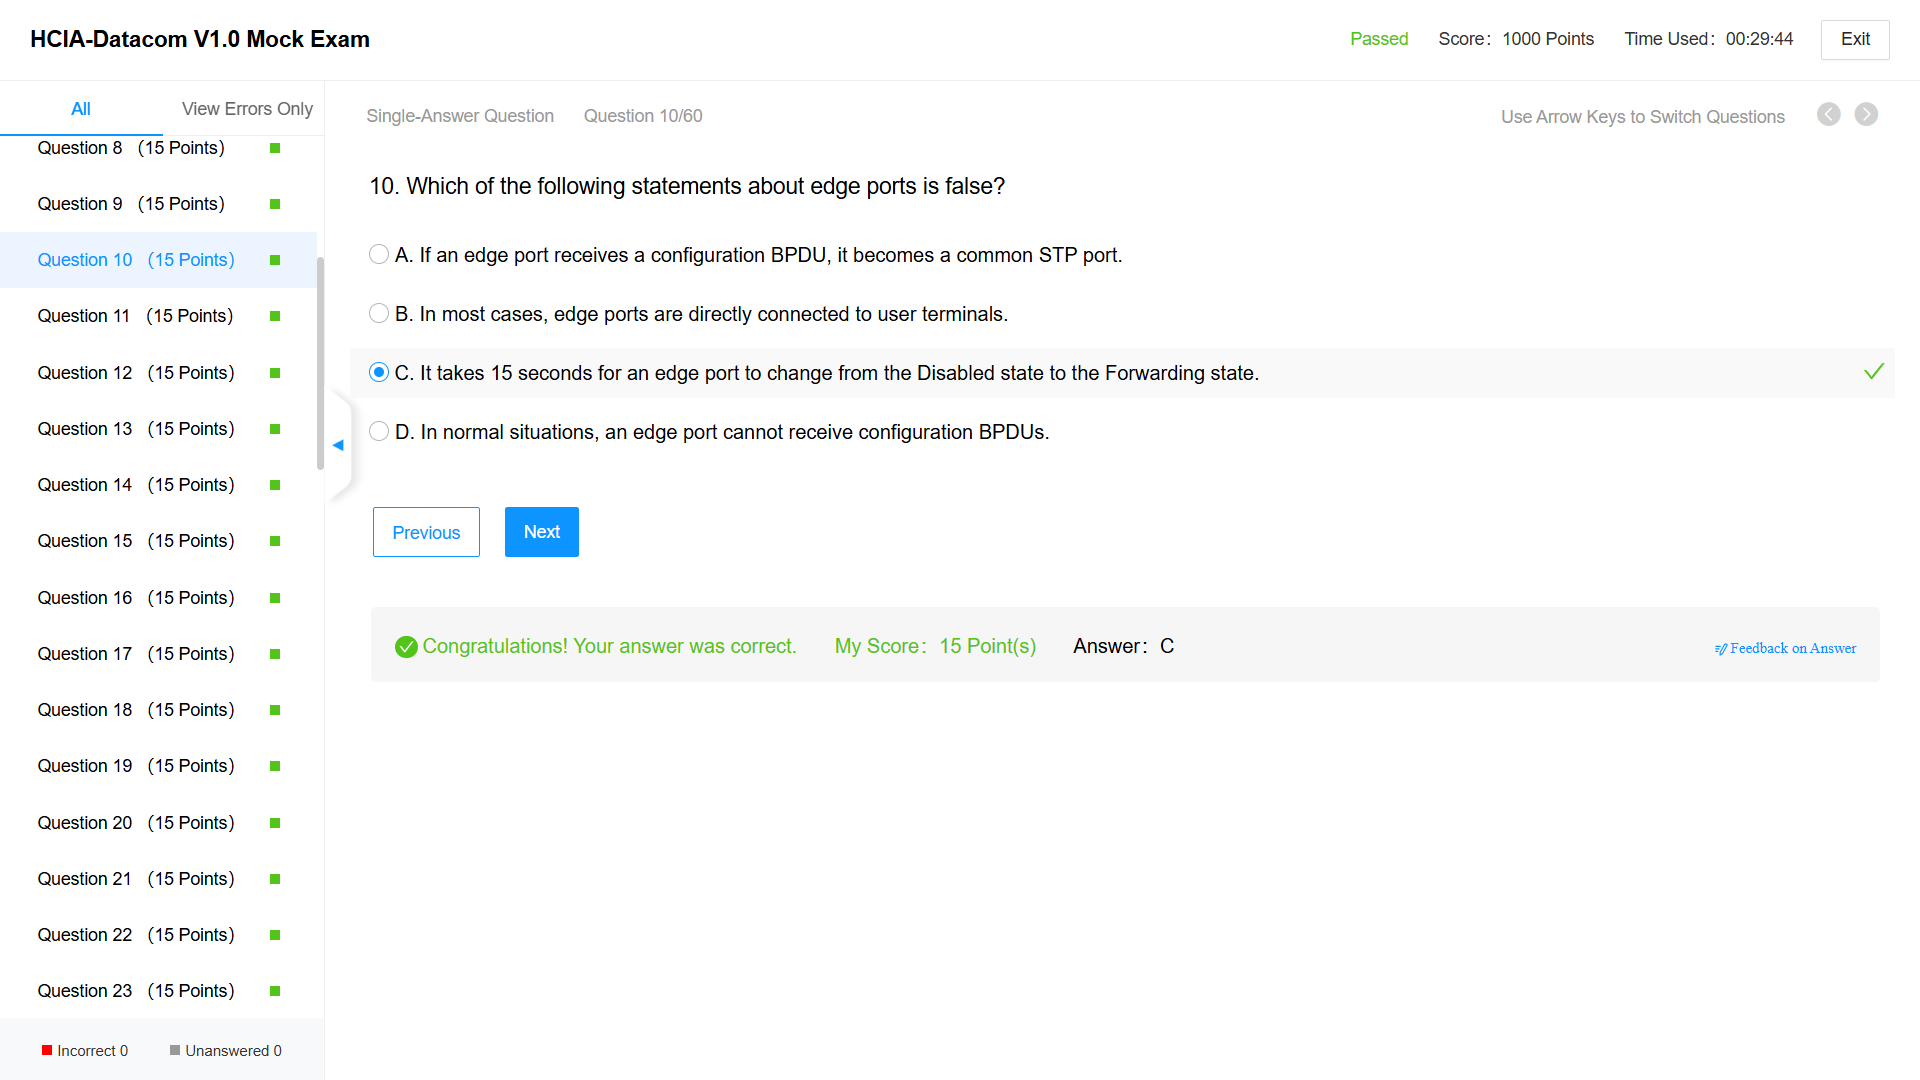 HCIA-Datacom V1.0 Mock Exam
Passed Score: 1000 Points Time Used: 00:29:44 Exit
All View Errors Only
Single-Answer Question Question 10/60
Use Arrow Keys to Switch Questions
Question 8 (15 Points)
Question 9 (15 Points)
Question 10 (15 Points)
Question 11 (15 Points)
Question 12 (15 Points)
Question 13 (15 Points)
Question 14 (15 Points)
Question 15 (15 Points)
Question 16 (15 Points)
Question 17 (15 Points)
Question 18 (15 Points)
Question 19 (15 Points)
Question 20 (15 Points)
Question 21 (15 Points)
Question 22 (15 Points)
Question 23 (15 Points)
Incorrect 0 Unanswered 0
10. Which of the following statements about edge ports is false?
A. If an edge port receives a configuration BPDU, it becomes a common STP port.
B. In most cases, edge ports are directly connected to user terminals.
C. It takes 15 seconds for an edge port to change from the Disabled state to the Forwarding state.
D. In normal situations, an edge port cannot receive configuration BPDUs.
Previous Next
Congratulations! Your answer was correct. My Score: 15 Point(s) Answer: C
Feedback on Answer